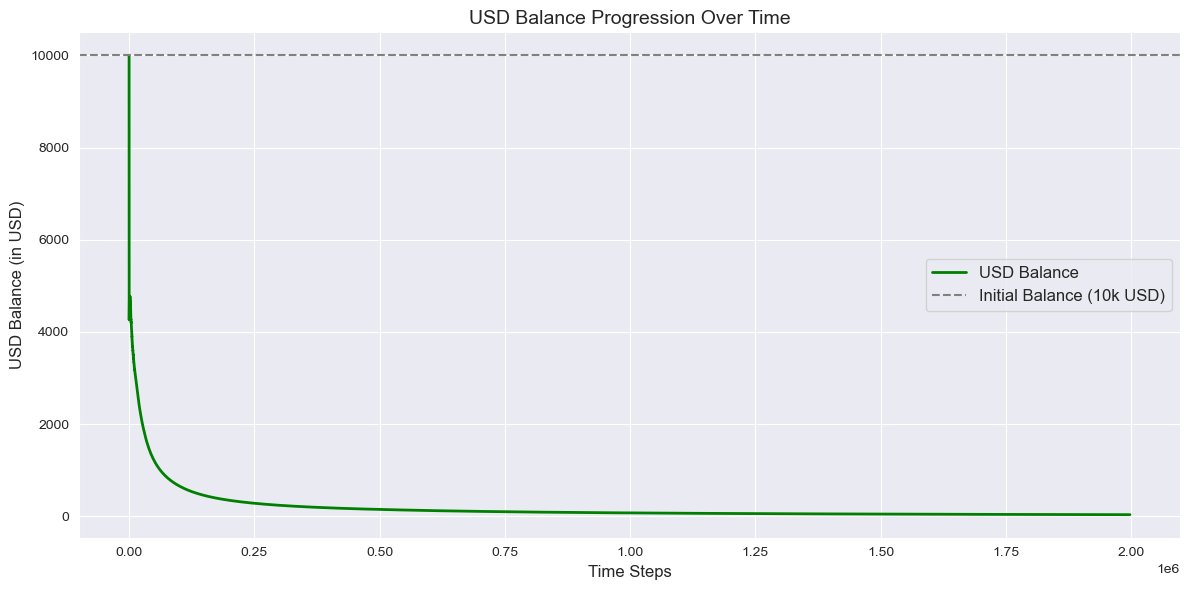 USD Balance Progression Over Time
USD Balance (in USD)
10000
8000
6000
4000
2000
0
USD Balance
Initial Balance (10k USD)
0.00 0.25 0.50 0.75 1.00 1.25 1.50 1.75 2.00
1e6
Time Steps